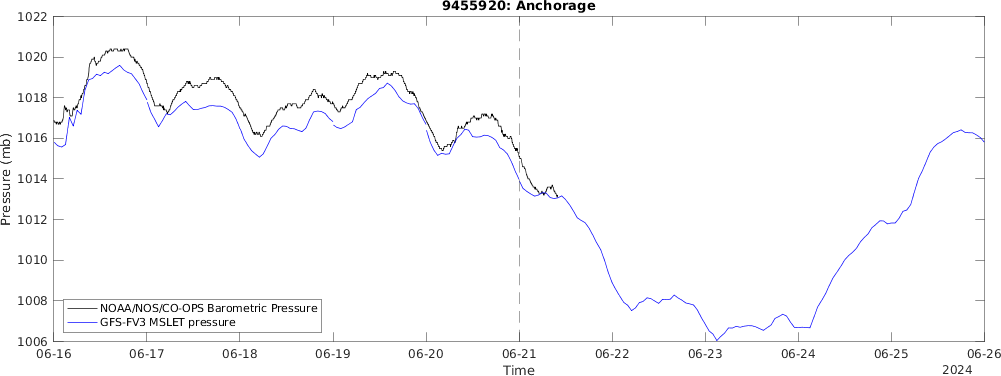 9455920: Anchorage
1022
1020
1018
1016
1014
1012
1010
1008
1006
Pressure (mb)
NOAA/NOS/CO-OPS Barometric Pressure
GFS-FV3 MSLET pressure
06-16 06-17 06-18 06-19 06-20 06-21 06-22 06-23 06-24 06-25 06-26
Time
2024